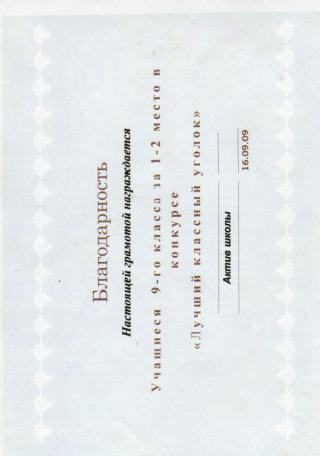 Благодарность
Настоящей грамотой награждается
Учащиеся 9-го класса за 1-2 место в
конкурсе
«Лучший классный уголок»
Актив школы
16.09.09